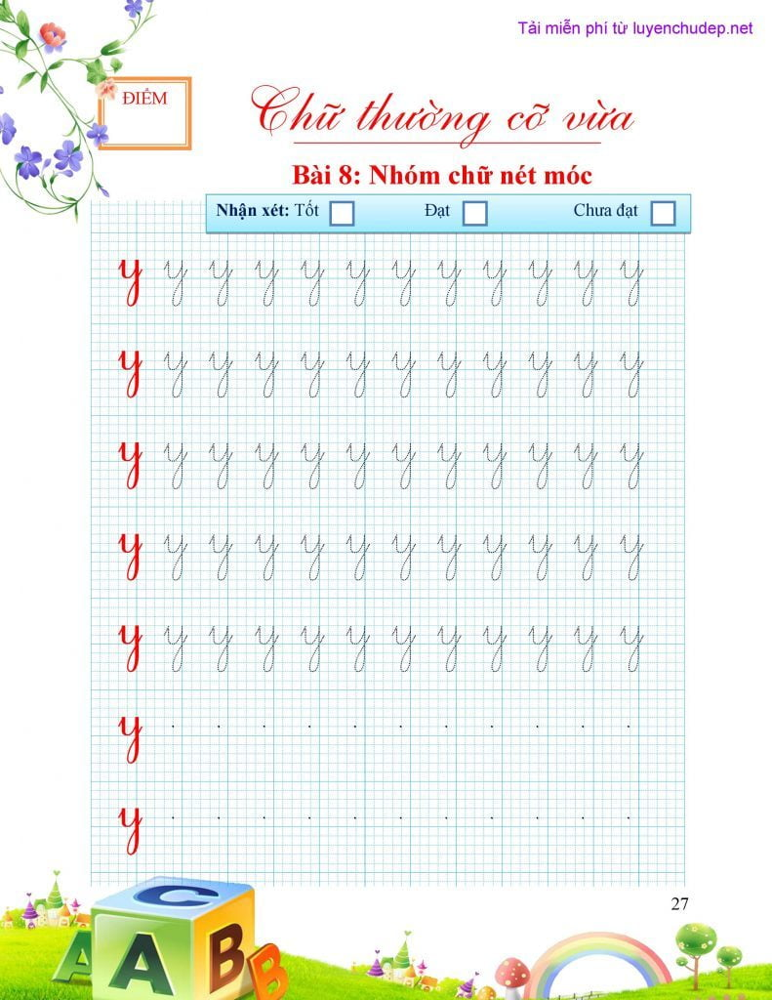 Tải miễn phí từ luyenchudep.net
ĐIỂM
Chữ thường cỡ vừa
Bài 8: Nhóm chữ nét móc
Nhận xét: Tốt Đạt Chưa đạt
y y y y y y y y y y y y
y y y y y y y y y y y y
y y y y y y y y y y y y
y y y y y y y y y y y y
y y y y y y y y y y y y
y . . . . . . . . . . .
y . . . . . . . . . . .
27
C
A A B B